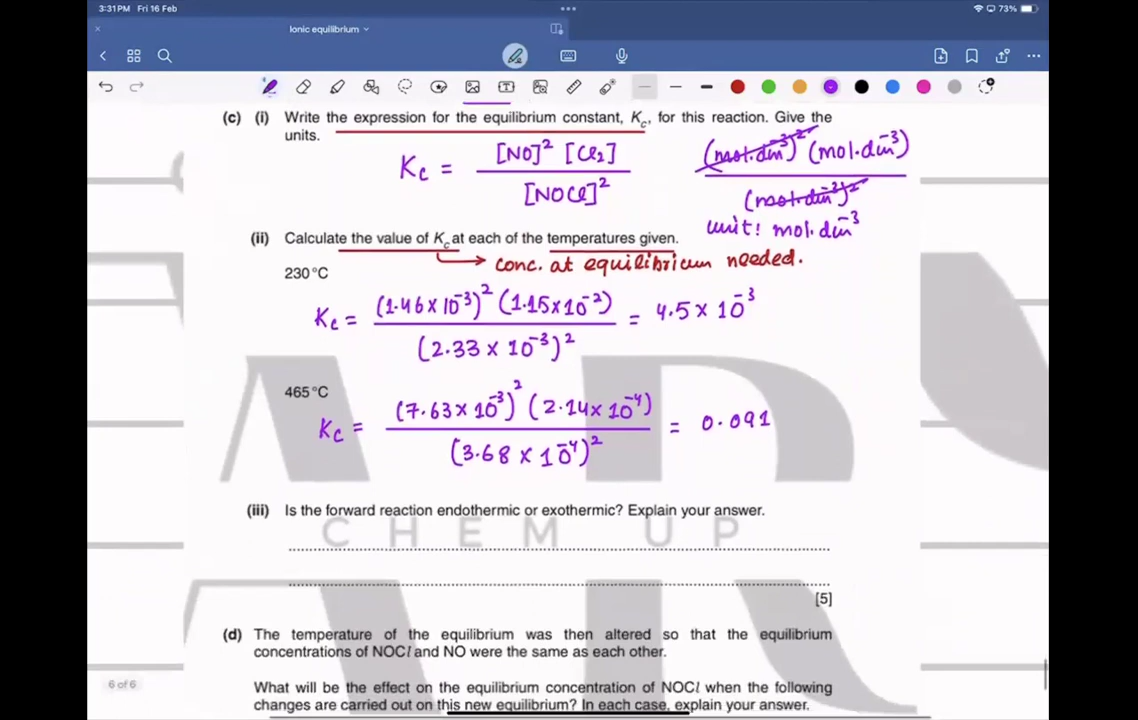 3:31PM Fri 16 Feb
73%
Ionic equilibrium
(c) (i) Write the expression for the equilibrium constant, Kc, for this reaction. Give the
units.
Kc = [NO]² [Cl₂] / [NOCl]²
(mol.dm⁻³)² (mol.dm⁻³) / (mol.dm⁻³)²
unit: mol.dm⁻³
(ii) Calculate the value of Kc at each of the temperatures given.
→ conc. at equilibrium needed.
230 °C
Kc = (1.46 x 10⁻³)² (1.15x10⁻²) / (2.33 x 10⁻³)² = 4.5 x 10⁻³
465 °C
Kc = (7.63 x 10⁻³)² (2.14x 10⁻⁴) / (3.68 x 10⁻⁴)² = 0.091
(iii) Is the forward reaction endothermic or exothermic? Explain your answer.
CHEM UP
[5]
(d) The temperature of the equilibrium was then altered so that the equilibrium
concentrations of NOCl and NO were the same as each other.
6 of 6
What will be the effect on the equilibrium concentration of NOCl when the following
changes are carried out on this new equilibrium? In each case, explain your answer.